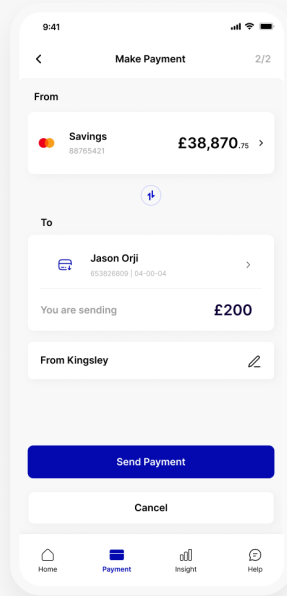 9:41
Make Payment 2/2
From
Savings £38,870.75
88765421
To
Jason Orji
653826609 | 04-00-04
You are sending £200
From Kingsley
Send Payment
Cancel
Home Payment Insight Help